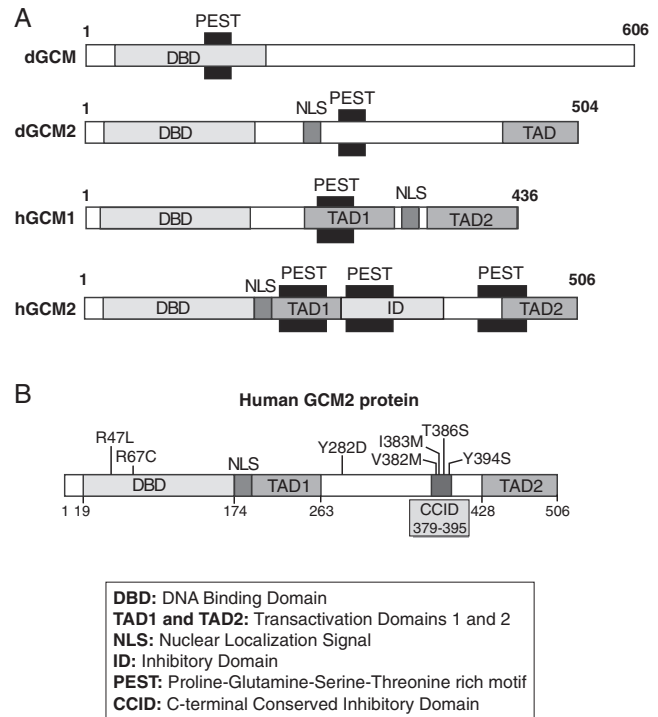 A
PEST
1
606
dGCM
DBD
1
NLS
PEST
504
dGCM2
DBD
TAD
1
PEST
NLS
436
hGCM1
DBD
TAD1
TAD2
1
NLS
PEST
PEST
PEST
506
hGCM2
DBD
TAD1
ID
TAD2
B
Human GCM2 protein
R47L
R67C
NLS
Y282D
V382M
I383M
T386S
Y394S
DBD
TAD1
TAD2
1 19
174
263
CCID
379-395
428
506
DBD: DNA Binding Domain
TAD1 and TAD2: Transactivation Domains 1 and 2
NLS: Nuclear Localization Signal
ID: Inhibitory Domain
PEST: Proline-Glutamine-Serine-Threonine rich motif
CCID: C-terminal Conserved Inhibitory Domain